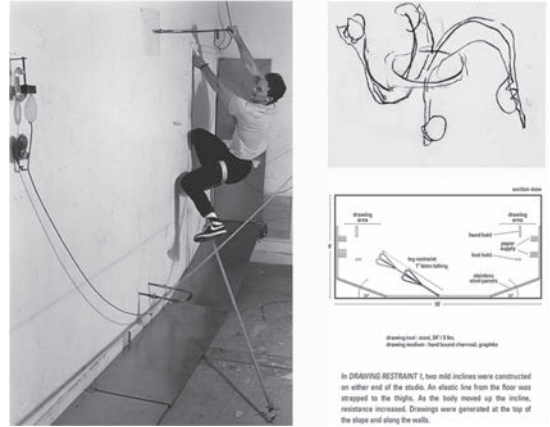 section view
drawing
area
drawing
area
hand hold
paper
supply
foot hold
leg restraint
1" latex tubing
stainless
steel panels
drawing tool : steel, 24" / 3 lbs.
drawing medium : hand bound charcoal, graphite
In DRAWING RESTRAINT 1, two mild inclines were constructed
on either end of the studio. An elastic line from the floor was
strapped to the thighs. As the body moved up the incline,
resistance increased. Drawings were generated at the top of
the slope and along the walls.